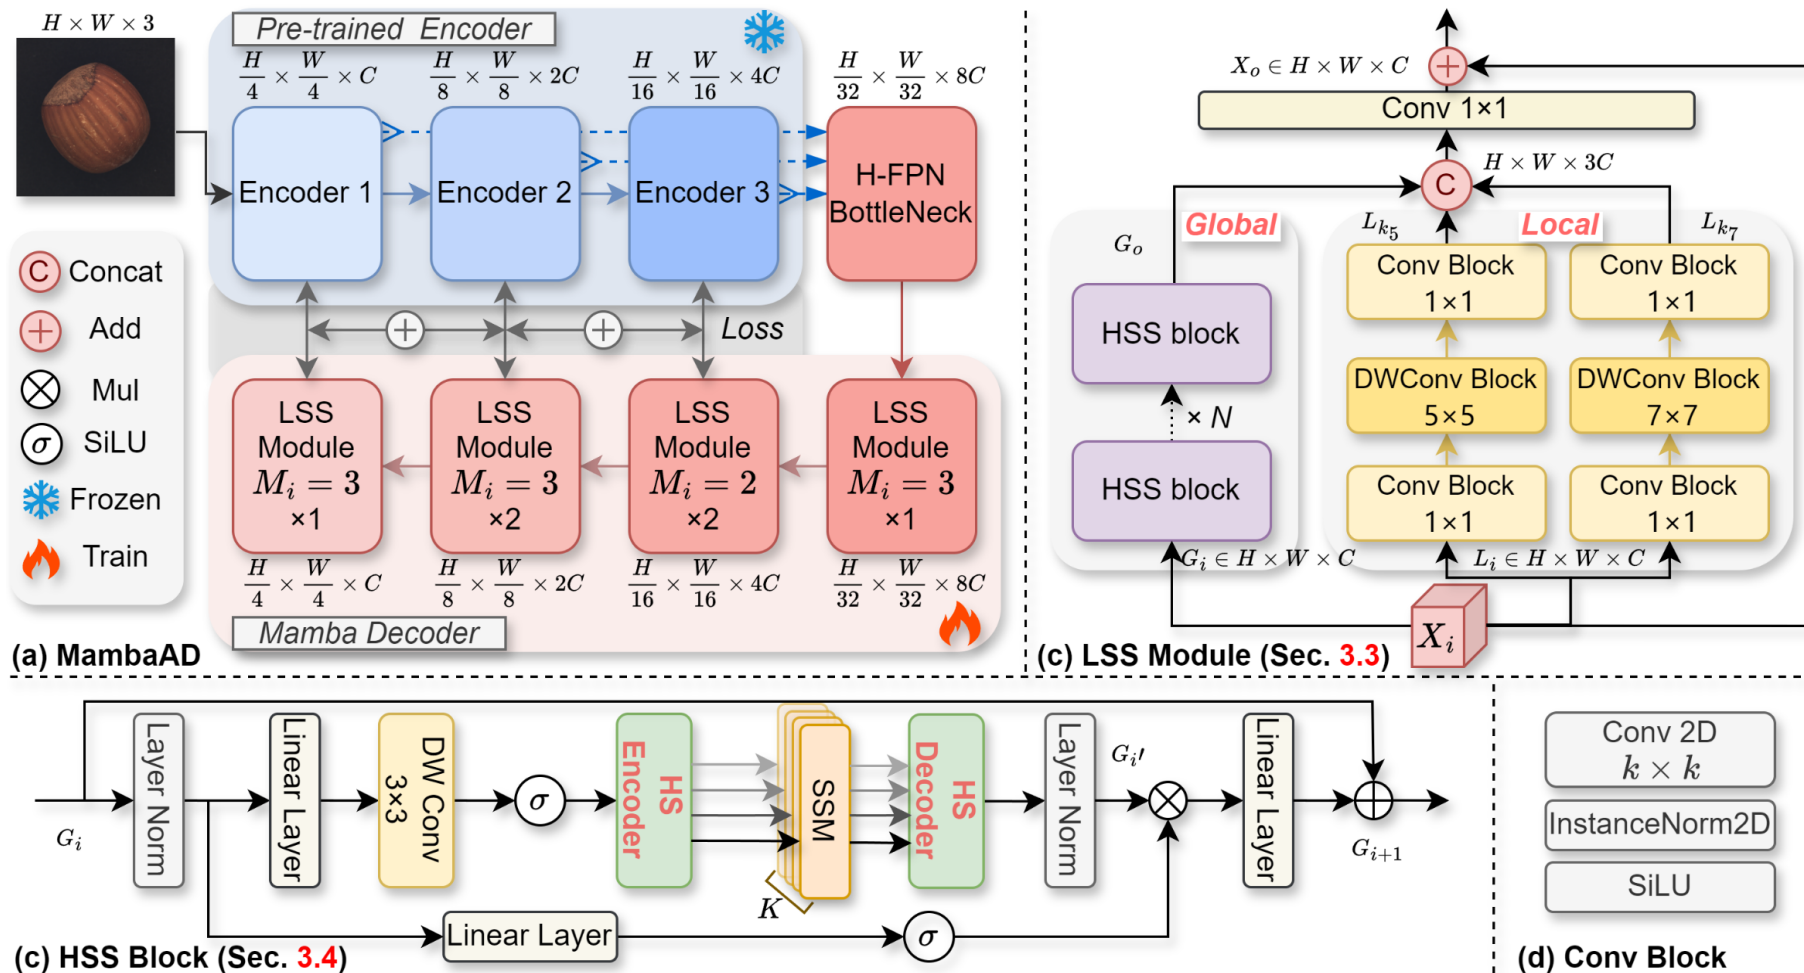 H × W × 3
Pre-trained Encoder
H/4 × W/4 × C
H/8 × W/8 × 2C
H/16 × W/16 × 4C
H/32 × W/32 × 8C
Encoder 1
Encoder 2
Encoder 3
H-FPN
BottleNeck
C Concat
+ Add
Mul
σ SiLU
Frozen
Train
Loss
LSS
Module
M_i = 3
×1
LSS
Module
M_i = 3
×2
LSS
Module
M_i = 2
×2
LSS
Module
M_i = 3
×1
H/4 × W/4 × C
H/8 × W/8 × 2C
H/16 × W/16 × 4C
H/32 × W/32 × 8C
Mamba Decoder
(a) MambaAD
X_o ∈ H × W × C
Conv 1×1
C
H × W × 3C
G_o
Global
L_{k_5}
Local
L_{k_7}
HSS block
× N
HSS block
Conv Block
1×1
DWConv Block
5×5
Conv Block
1×1
Conv Block
1×1
DWConv Block
7×7
Conv Block
1×1
G_i ∈ H × W × C
L_i ∈ H × W × C
X_i
(c) LSS Module (Sec. 3.3)
G_i
Layer Norm
Linear Layer
DW Conv
3×3
σ
HS
Encoder
SSM
K
HS
Decoder
Layer Norm
G_{i'}
Linear Layer
G_{i+1}
Linear Layer
σ
(c) HSS Block (Sec. 3.4)
Conv 2D
k × k
InstanceNorm2D
SiLU
(d) Conv Block